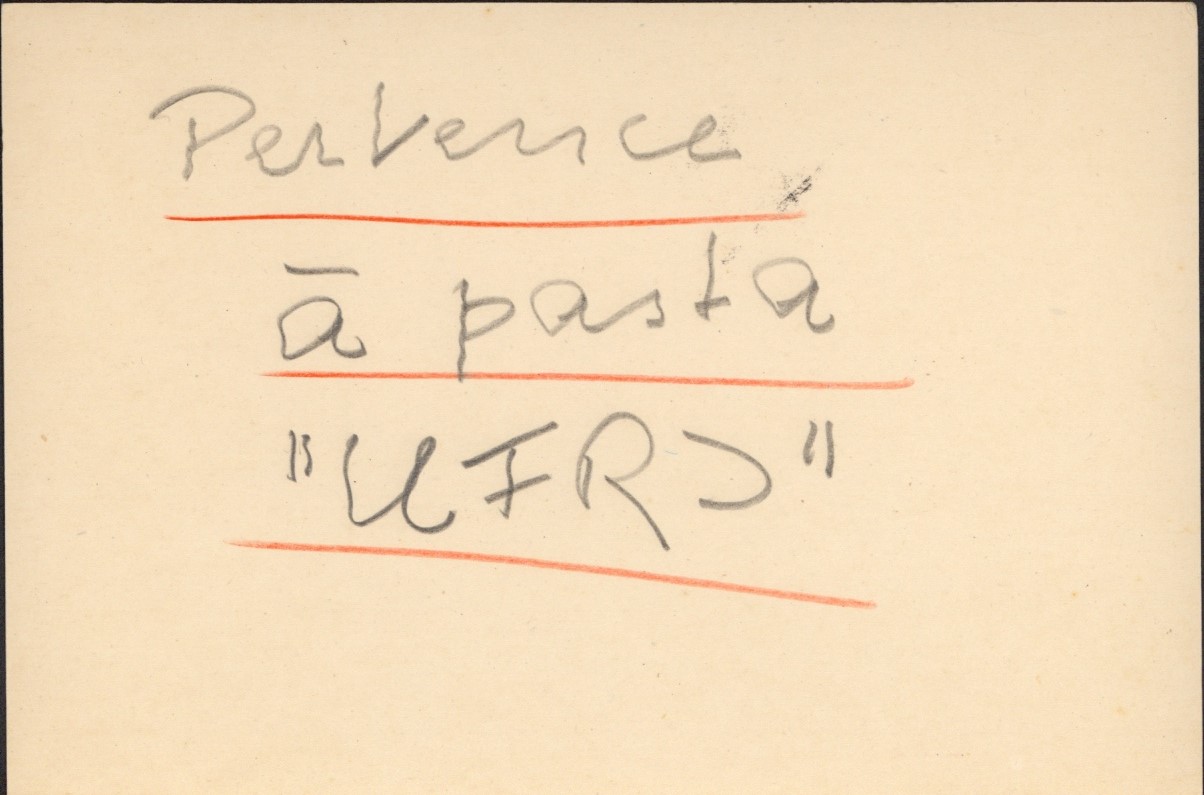 Pertence
à pasta
"UFRJ"